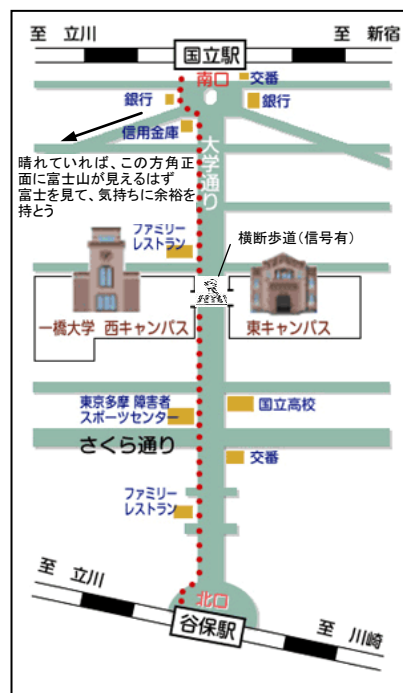 至 立川
至 新宿
国立駅
南口
交番
銀行
銀行
信用金庫
大学通り
晴れていれば、この方角正
面に富士山が見えるはず
富士を見て、気持ちに余裕を
持とう
ファミリー
レストラン
横断歩道(信号有)
一橋大学 西キャンパス
東キャンパス
東京多摩 障害者
スポーツセンター
国立高校
さくら通り
交番
ファミリー
レストラン
至 立川
北口
谷保駅
至 川崎